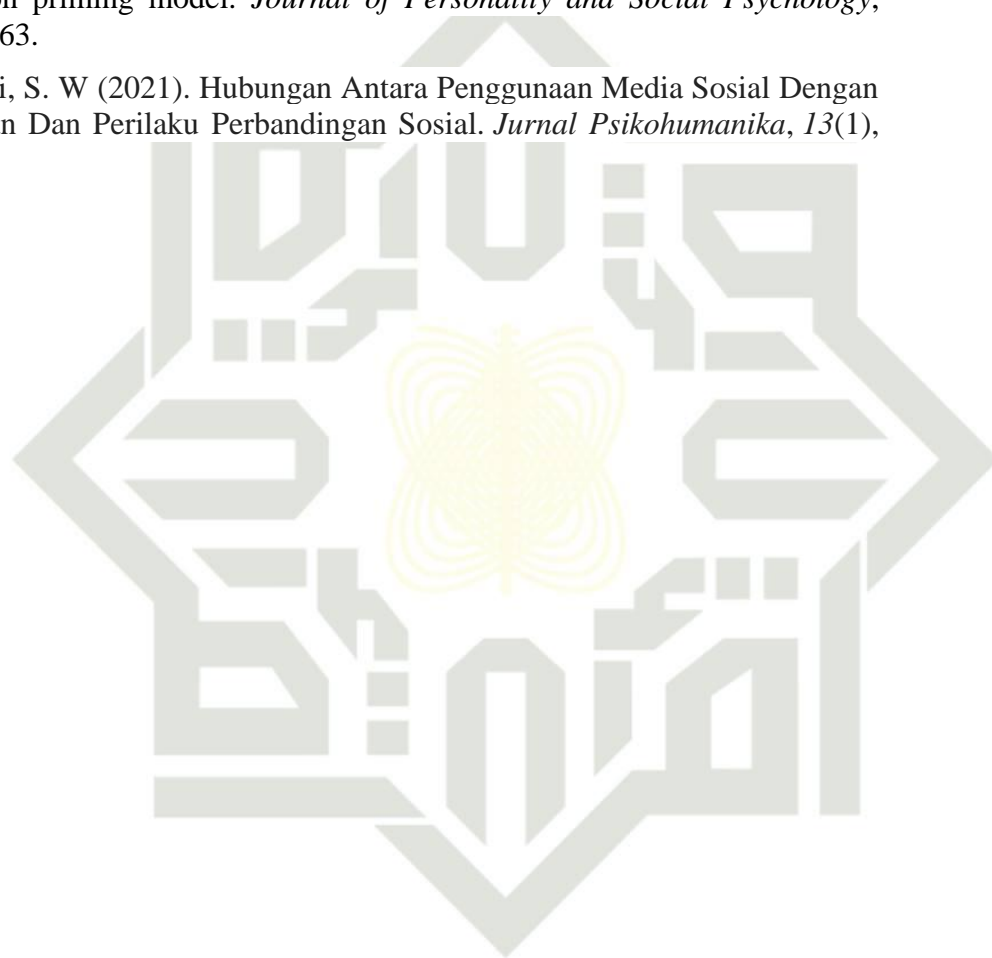 priming model. Journal of Personality and Social Psychology,
63.
i, S. W (2021). Hubungan Antara Penggunaan Media Sosial Dengan
n Dan Perilaku Perbandingan Sosial. Jurnal Psikohumanika, 13(1),